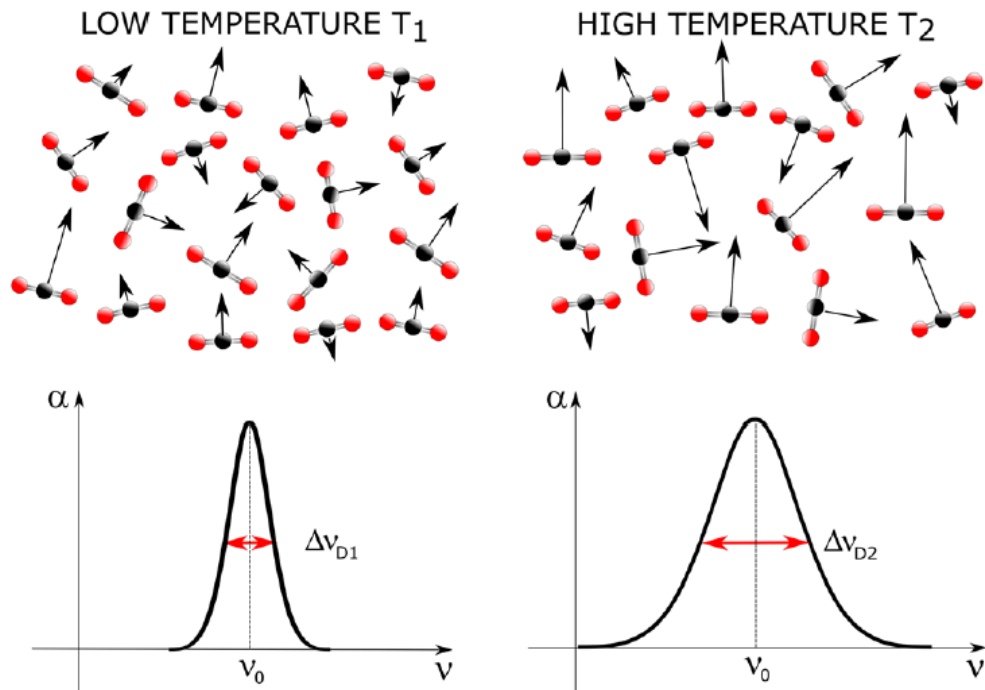 LOW TEMPERATURE T1
HIGH TEMPERATURE T2
α
ΔνD1
ν0
ν
α
ΔνD2
ν0
ν